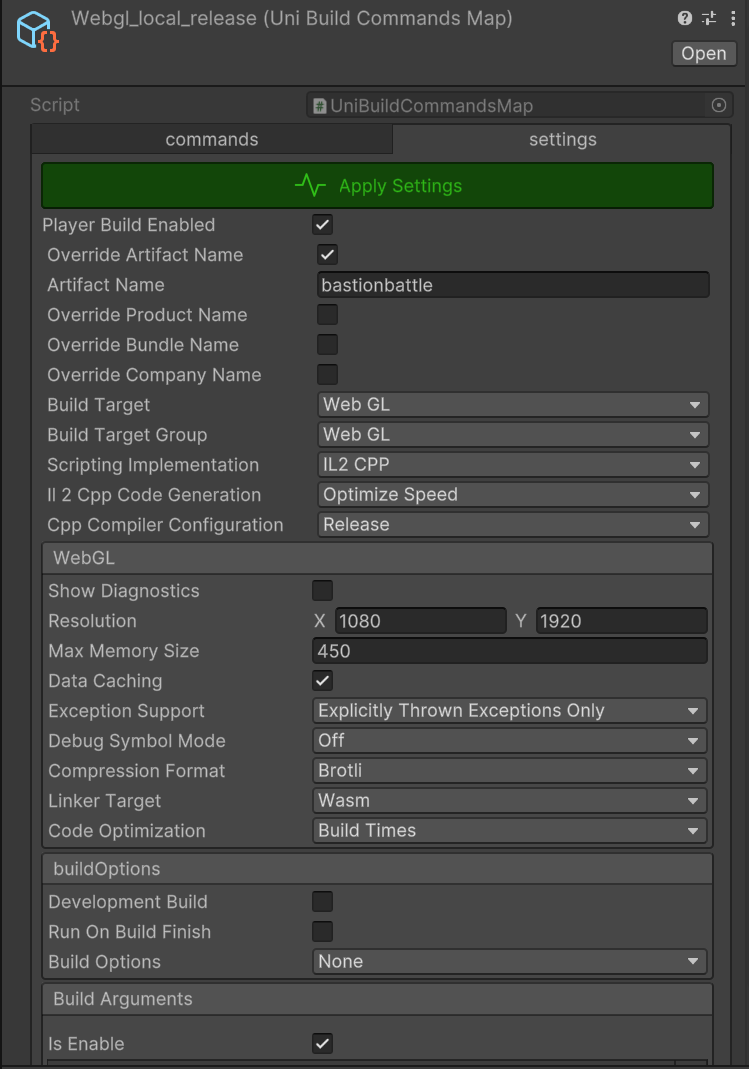 Webgl_local_release (Uni Build Commands Map)
Open
Script
UniBuildCommandsMap
commands
settings
Apply Settings
Player Build Enabled
Override Artifact Name
Artifact Name
bastionbattle
Override Product Name
Override Bundle Name
Override Company Name
Build Target
Web GL
Build Target Group
Web GL
Scripting Implementation
IL2 CPP
Il 2 Cpp Code Generation
Optimize Speed
Cpp Compiler Configuration
Release
WebGL
Show Diagnostics
Resolution
X 1080
Y 1920
Max Memory Size
450
Data Caching
Exception Support
Explicitly Thrown Exceptions Only
Debug Symbol Mode
Off
Compression Format
Brotli
Linker Target
Wasm
Code Optimization
Build Times
buildOptions
Development Build
Run On Build Finish
Build Options
None
Build Arguments
Is Enable